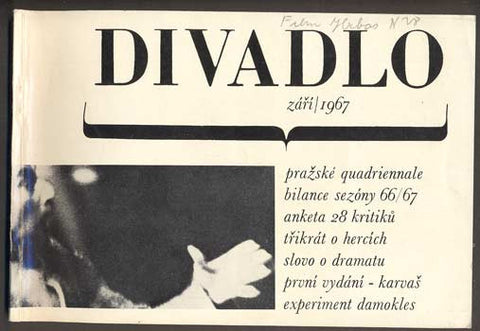 Film
DIVADLO
září/1967
pražské quadriennale
bilance sezóny 66/67
anketa 28 kritiků
třikrát o hercích
slovo o dramatu
první vydání - karvaš
experiment damokles